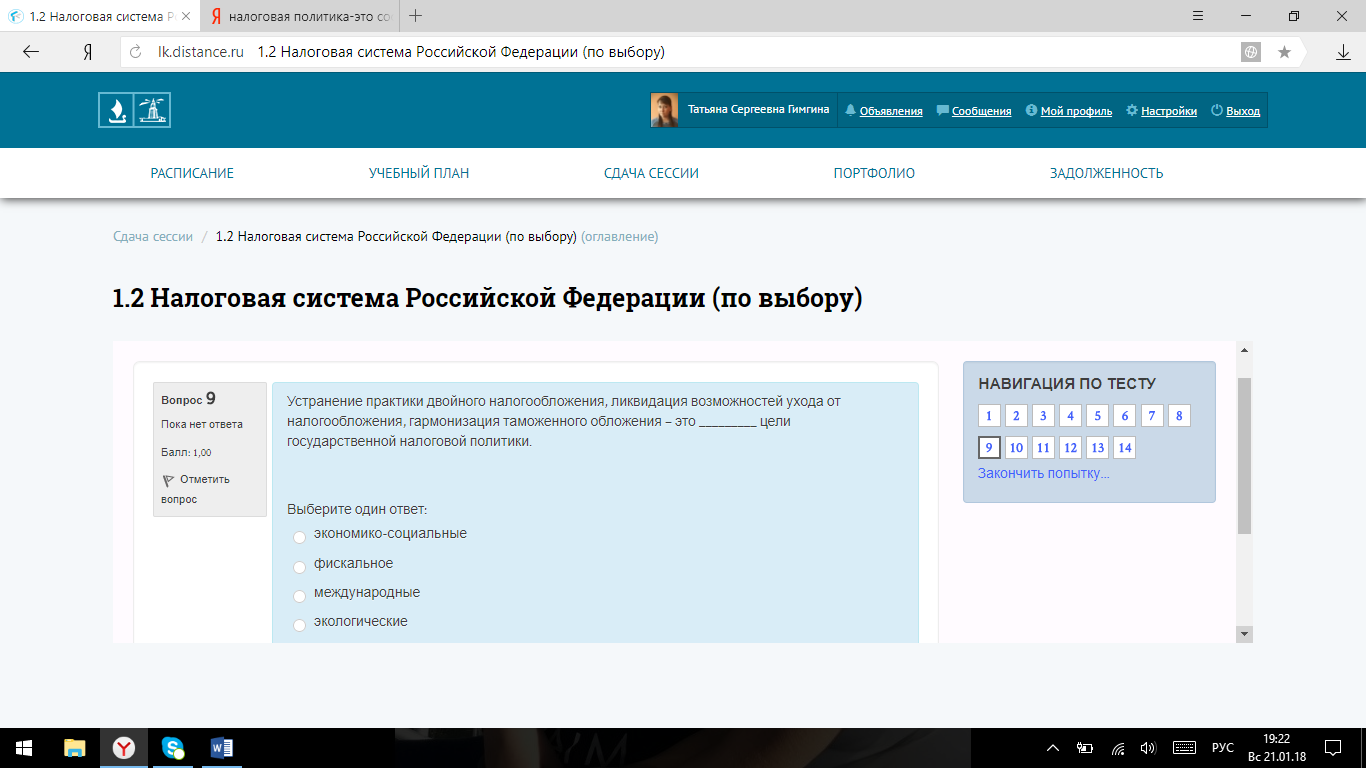 1.2 Налоговая система Р
налоговая политика-это со
lk.distance.ru 1.2 Налоговая система Российской Федерации (по выбору)
Татьяна Сергеевна Гимгина Объявления Сообщения Мой профиль Настройки Выход
РАСПИСАНИЕ УЧЕБНЫЙ ПЛАН СДАЧА СЕССИИ ПОРТФОЛИО ЗАДОЛЖЕННОСТЬ
Сдача сессии / 1.2 Налоговая система Российской Федерации (по выбору) (оглавление)
1.2 Налоговая система Российской Федерации (по выбору)
Вопрос 9
Пока нет ответа
Балл: 1,00
Отметить
вопрос
Устранение практики двойного налогообложения, ликвидация возможностей ухода от
налогообложения, гармонизация таможенного обложения – это _________ цели
государственной налоговой политики.
Выберите один ответ:
экономико-социальные
фискальное
международные
экологические
НАВИГАЦИЯ ПО ТЕСТУ
1 2 3 4 5 6 7 8
9 10 11 12 13 14
Закончить попытку...
РУС
19:22
Вс 21.01.18